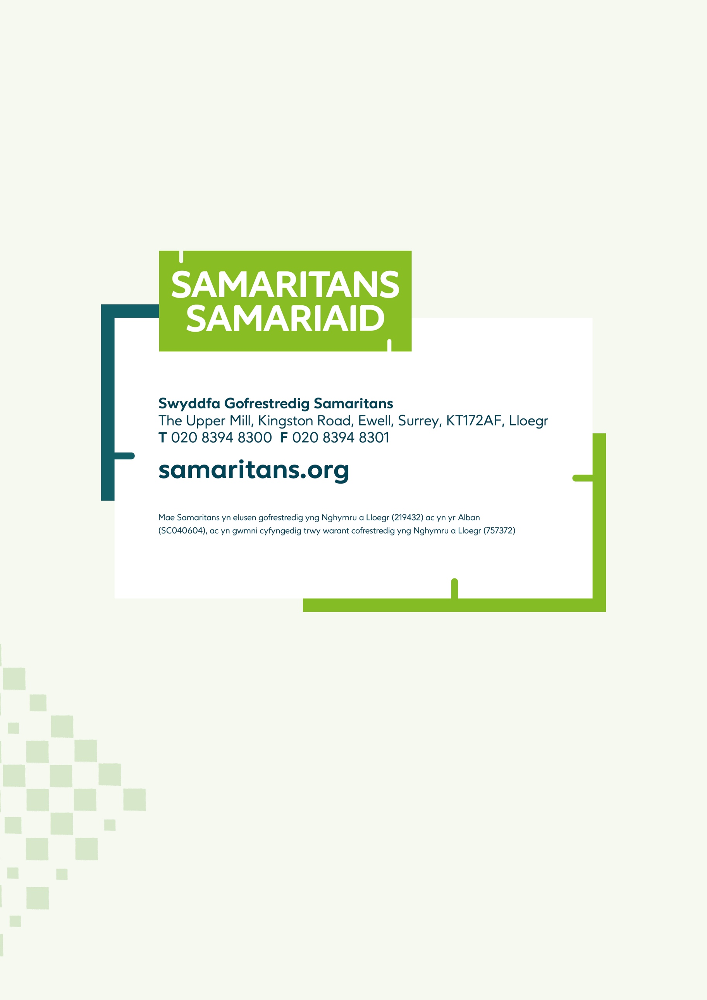 SAMARITANS
SAMARIAID
Swyddfa Gofrestredig Samaritans
The Upper Mill, Kingston Road, Ewell, Surrey, KT172AF, Lloegr
T 020 8394 8300 F 020 8394 8301
samaritans.org
Mae Samaritans yn elusen gofrestredig yng Nghymru a Lloegr (219432) ac yn yr Alban
(SC040604), ac yn gwmni cyfyngedig trwy warant cofrestredig yng Nghymru a Lloegr (757372)